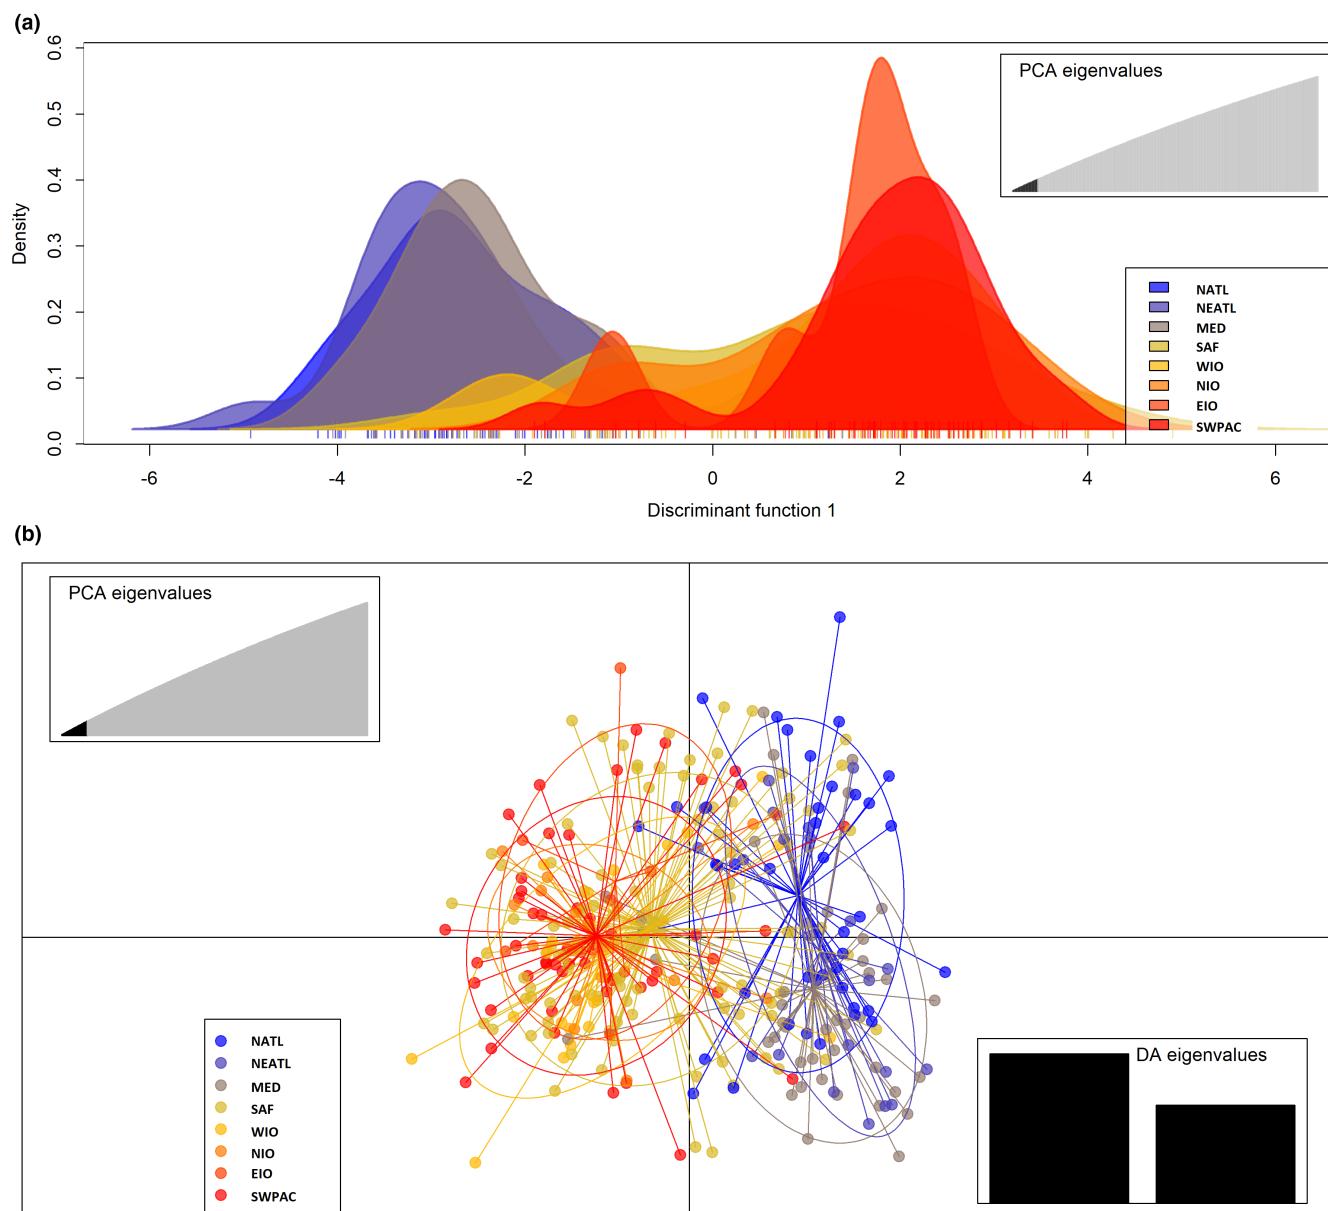 (a)
PCA eigenvalues
0.6
0.5
0.4
0.3
0.2
0.1
0.0
Density
NATL
NEATL
MED
SAF
WIO
NIO
EIO
SWPAC
-6 -4 -2 0 2 4 6
Discriminant function 1
(b)
PCA eigenvalues
NATL
NEATL
MED
SAF
WIO
NIO
EIO
SWPAC
DA eigenvalues